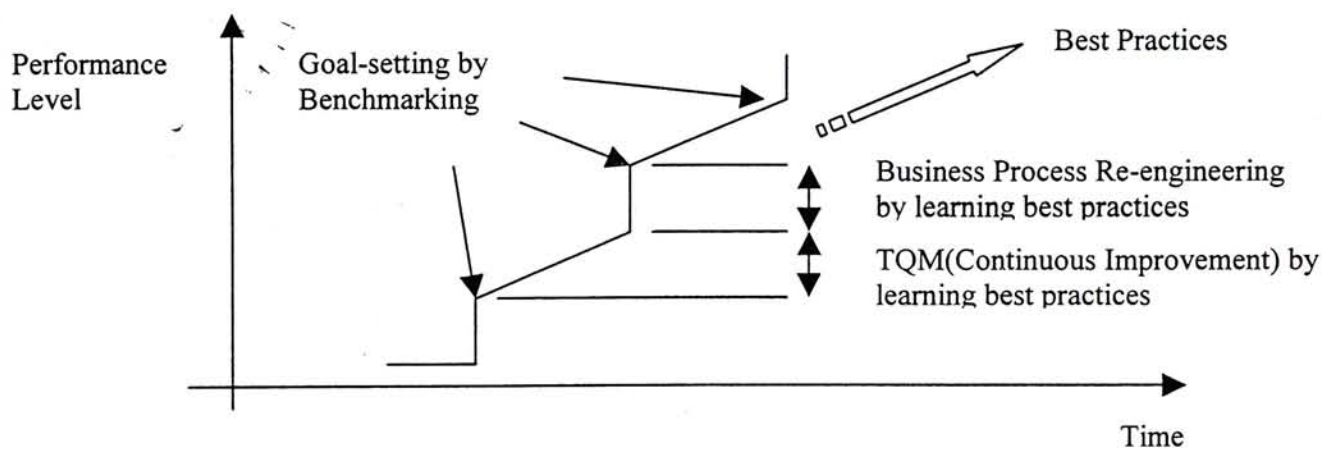 Performance
Level
Goal-setting by
Benchmarking
Best Practices
Business Process Re-engineering
by learning best practices
TQM(Continuous Improvement) by
learning best practices
Time